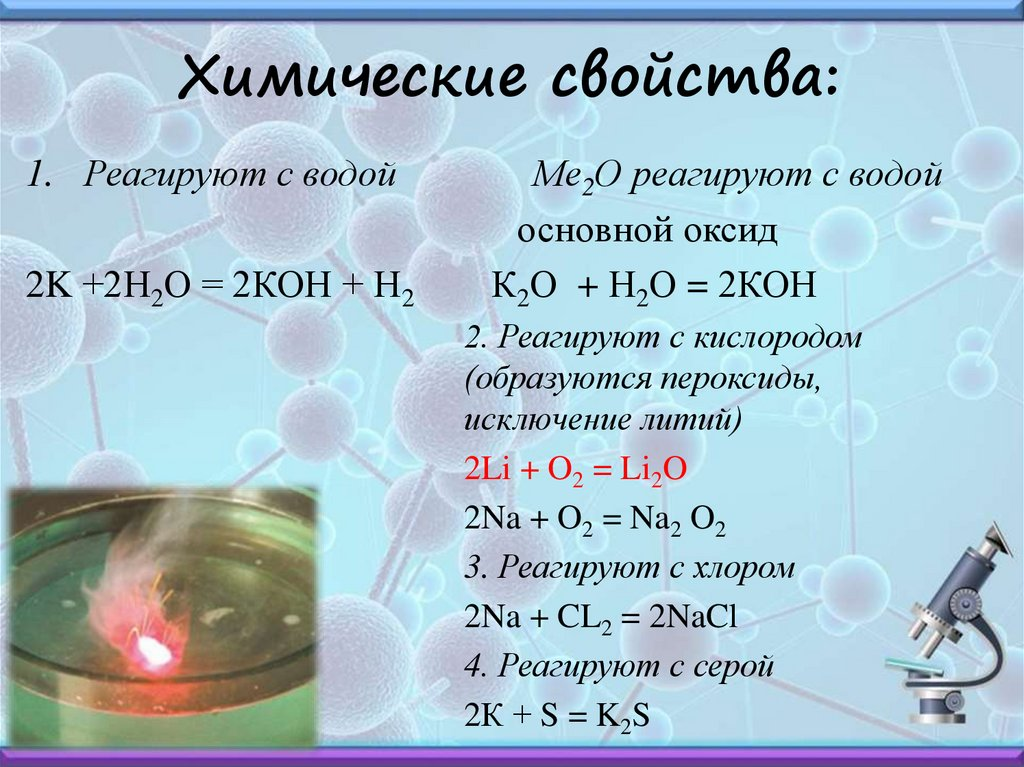 Химические свойства:
1. Реагируют с водой
Me₂O реагируют с водой
основной оксид
2K +2H₂O = 2KOH + H₂
K₂O + H₂O = 2KOH
2. Реагируют с кислородом
(образуются пероксиды,
исключение литий)
2Li + O₂ = Li₂O
2Na + O₂ = Na₂ O₂
3. Реагируют с хлором
2Na + CL₂ = 2NaCl
4. Реагируют с серой
2K + S = K₂S